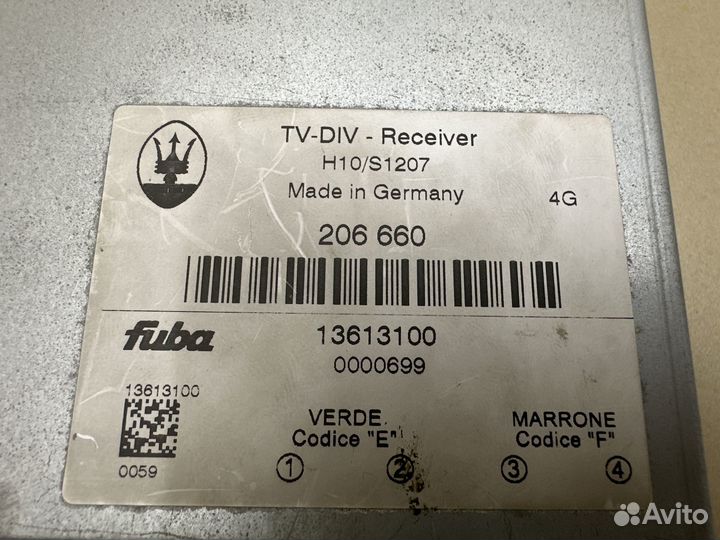 TV-DIV - Receiver
H10/S1207
Made in Germany
4G
206 660
fuba
13613100
0000699
13613100
0059
VERDE
Codice "E"
1 2
MARRONE
Codice "F"
3 4
Avito